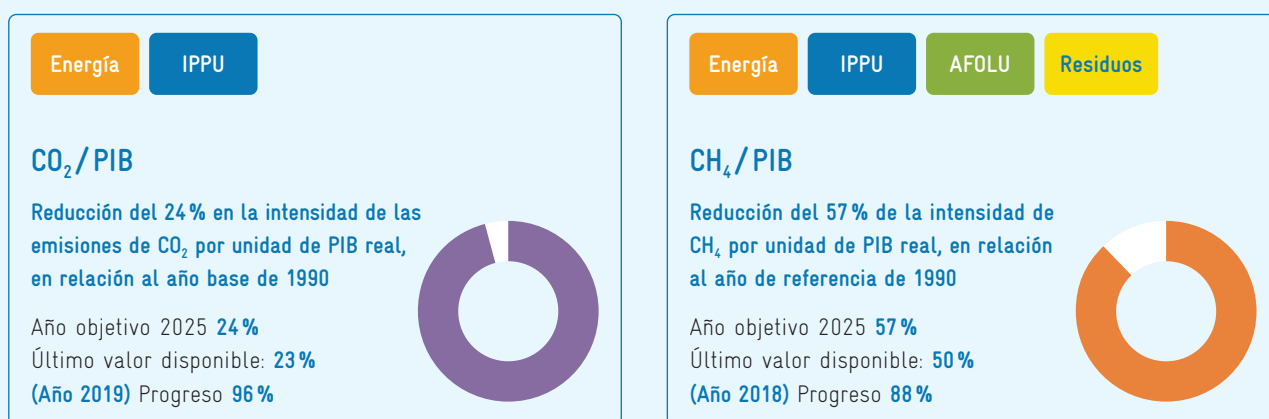 Energía IPPU
CO₂/PIB
Reducción del 24% en la intensidad de las
emisiones de CO₂ por unidad de PIB real,
en relación al año base de 1990
Año objetivo 2025 24%
Último valor disponible: 23%
(Año 2019) Progreso 96%
Energía IPPU AFOLU Residuos
CH₄/PIB
Reducción del 57% de la intensidad de
CH₄ por unidad de PIB real, en relación
al año de referencia de 1990
Año objetivo 2025 57%
Último valor disponible: 50%
(Año 2018) Progreso 88%